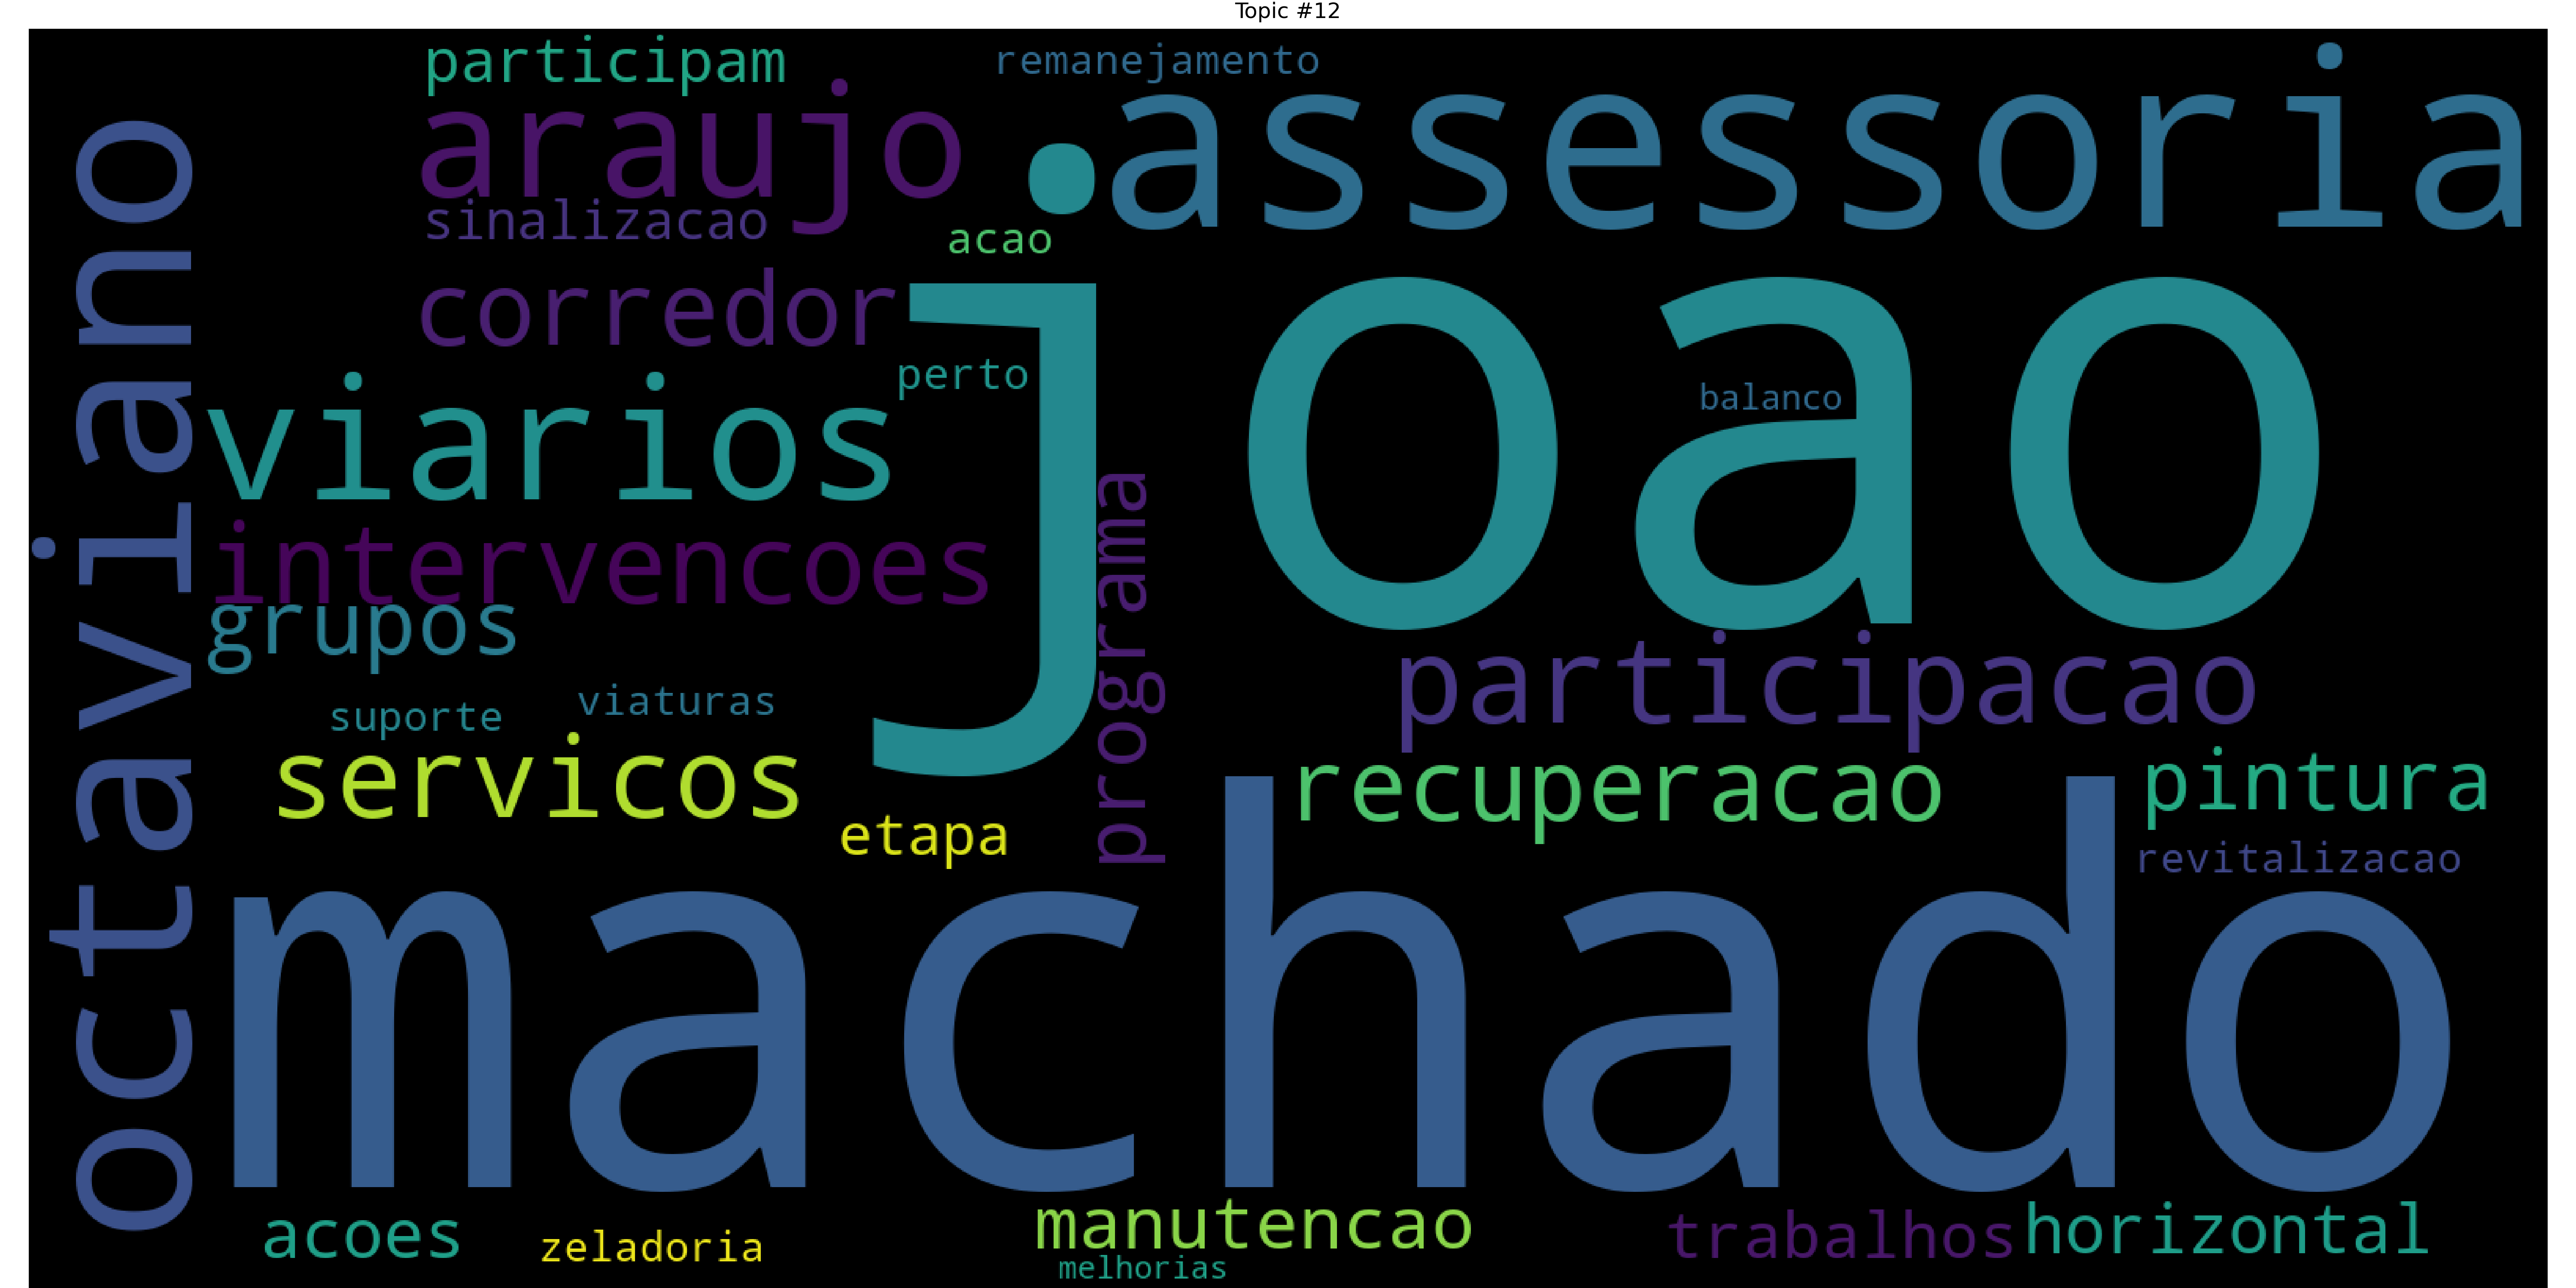 Topic #12
participam
remanejamento
araujo
assessoria
sinalizacao
acao
corredor
joao
perto
balanco
viarios
octaviano
intervencoes
programa
grupos
participacao
suporte
viaturas
servicos
recuperacao
pintura
etapa
revitalizacao
machado
acoes
zeladoria
manutencao
trabalhos
horizontal
melhorias